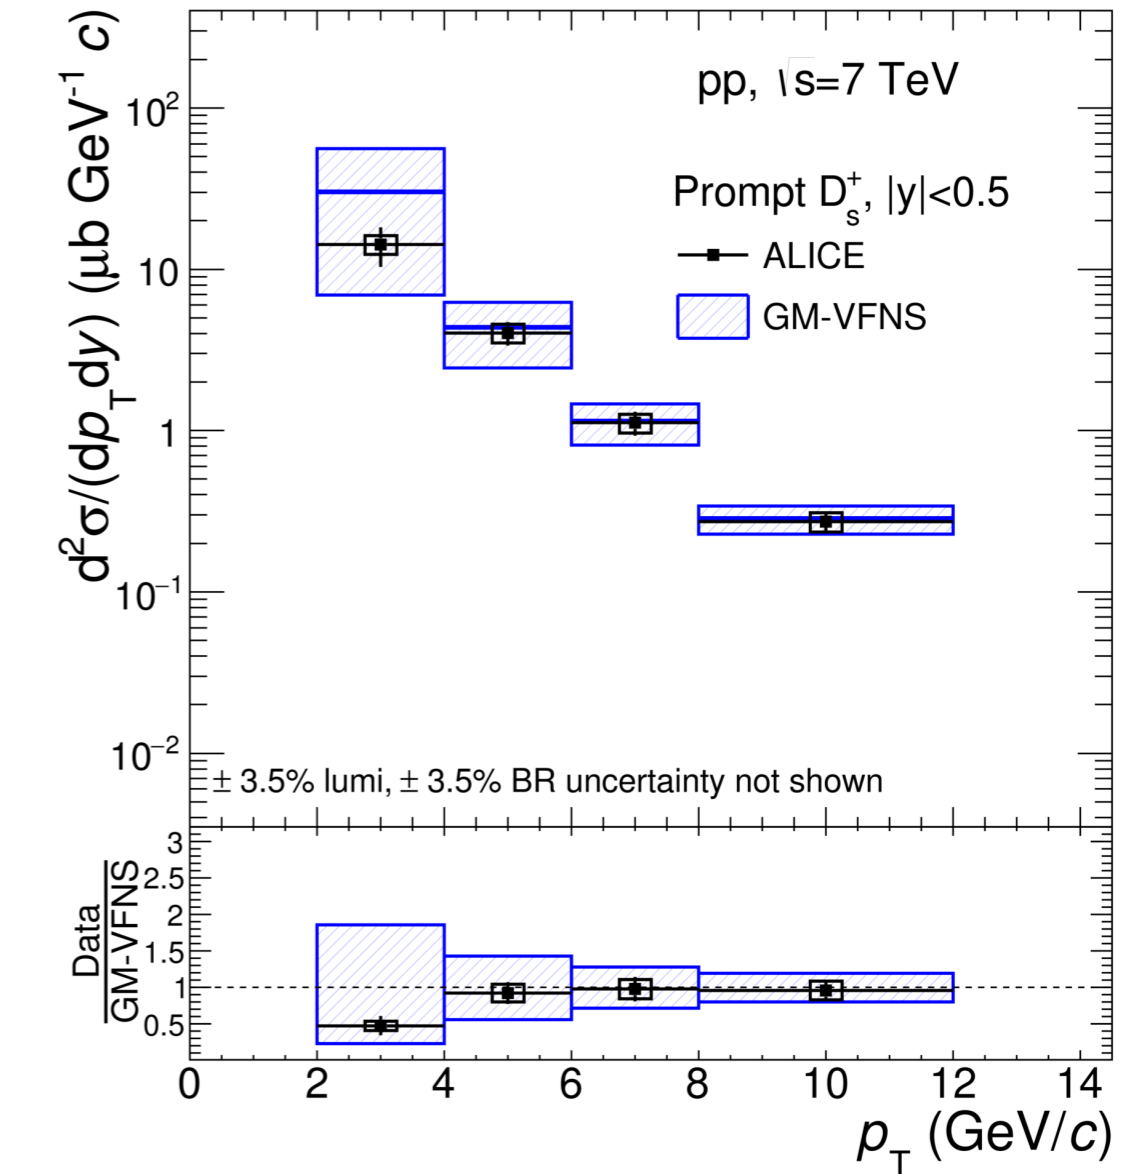 d²σ/(dp_T dy) (μb GeV⁻¹ c)
10²
10
1
10⁻¹
10⁻²
pp, √s=7 TeV
Prompt D_s⁺, |y|<0.5
ALICE
GM-VFNS
± 3.5% lumi, ± 3.5% BR uncertainty not shown
Data
GM-VFNS
3
2.5
2
1.5
1
0.5
0 2 4 6 8 10 12 14
p_T (GeV/c)